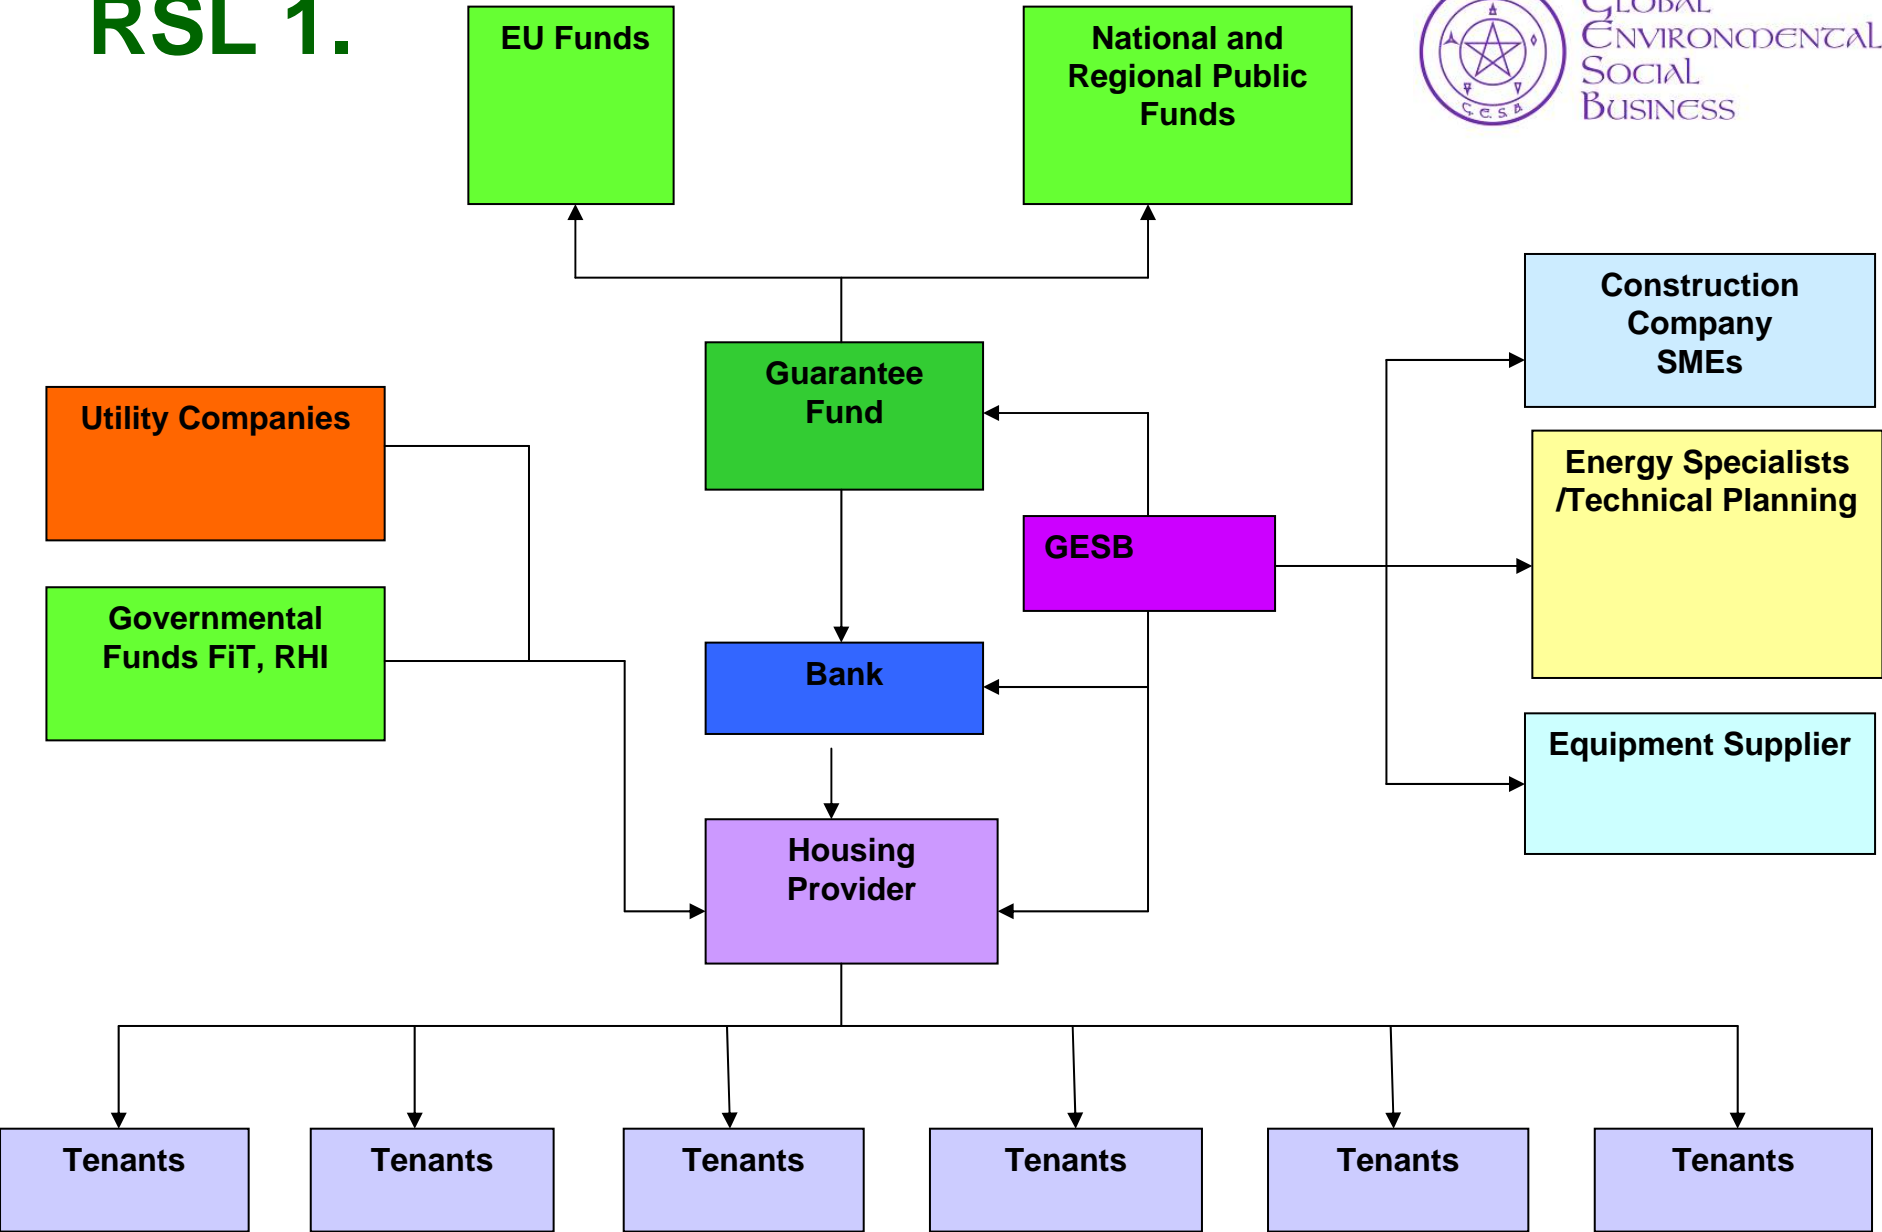 RSL 1.
EU Funds
National and
Regional Public
Funds
GLOBAL
ENVIRONMENTAL
SOCIAL
BUSINESS
G.E.S.B
Construction
Company
SMEs
Guarantee
Fund
Utility Companies
Energy Specialists
/Technical Planning
GESB
Governmental
Funds FiT, RHI
Bank
Equipment Supplier
Housing
Provider
Tenants
Tenants
Tenants
Tenants
Tenants
Tenants